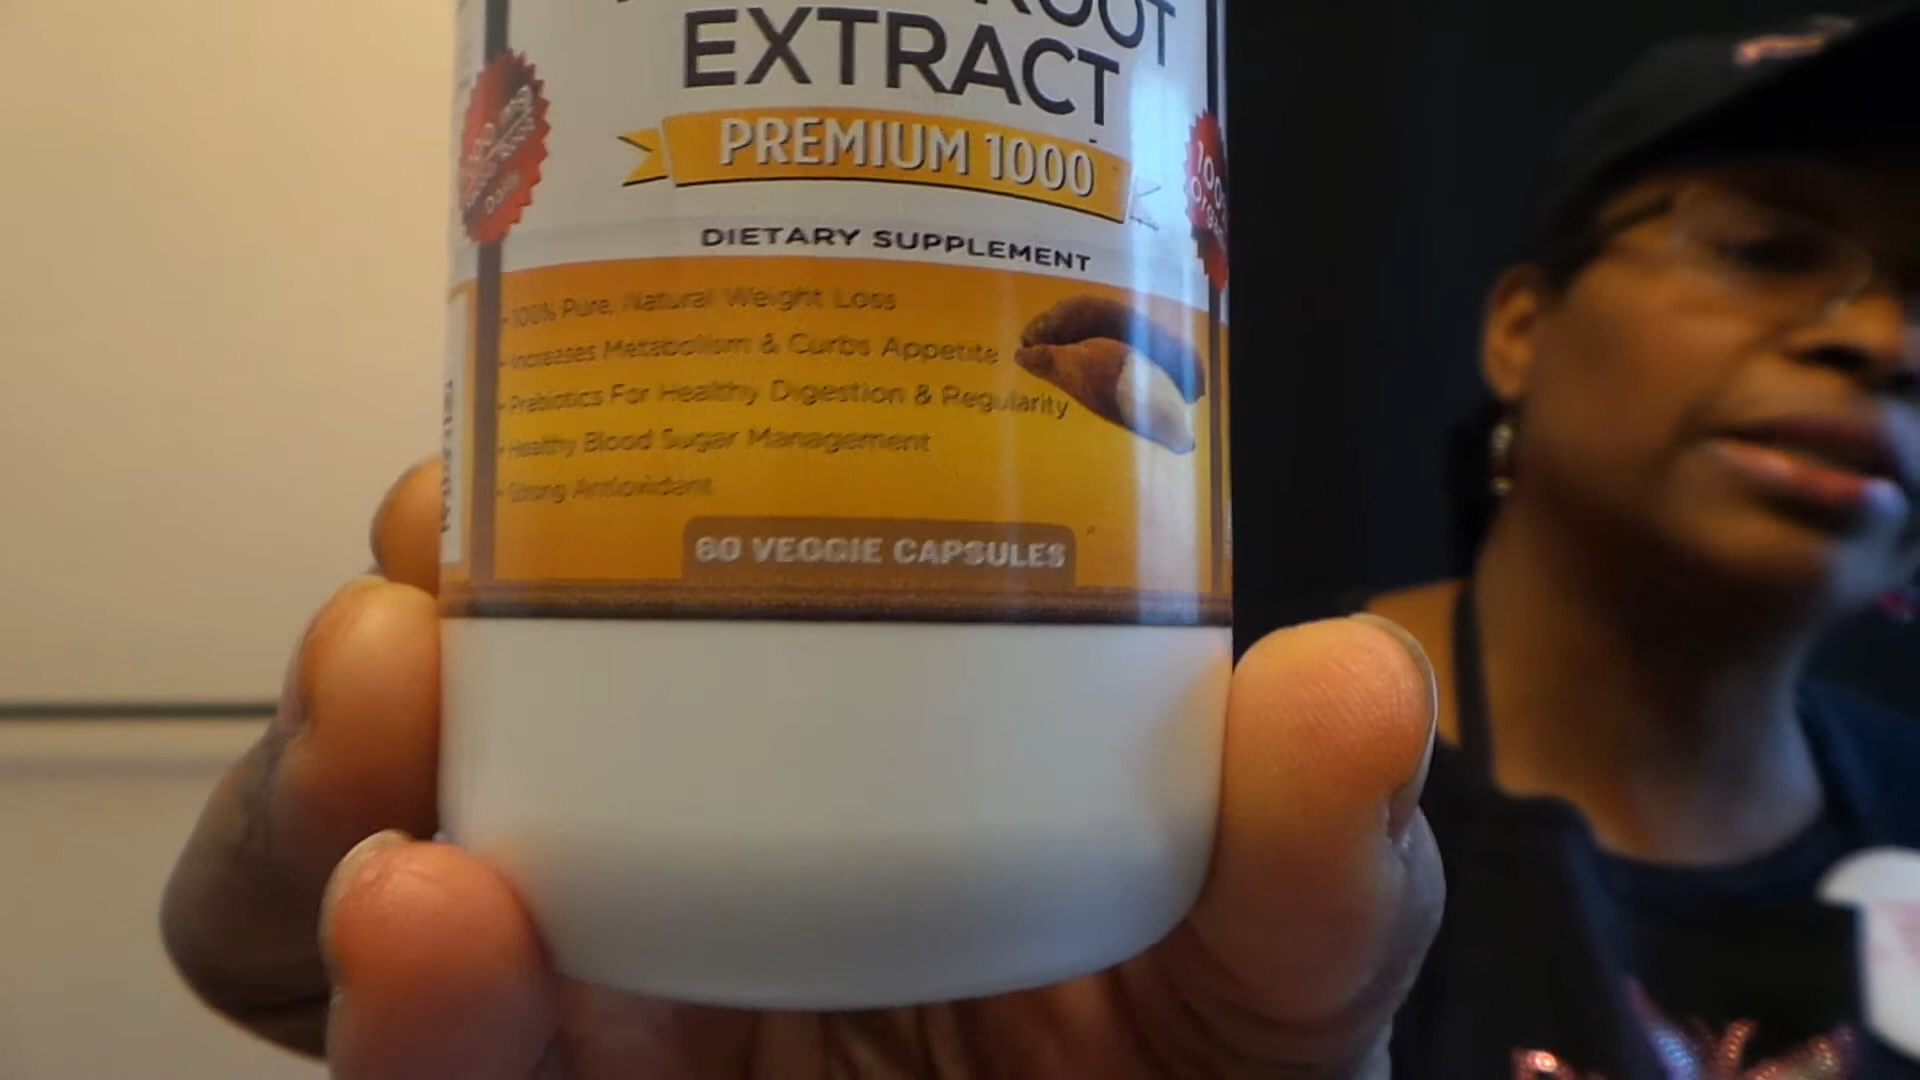 ROOT
EXTRACT
PREMIUM 1000
DIETARY SUPPLEMENT
• 100% Pure, Natural Weight Loss
• Increases Metabolism & Curbs Appetite
• Prebiotics For Healthy Digestion & Regularity
• Healthy Blood Sugar Management
• Strong Antioxidant
60 VEGGIE CAPSULES